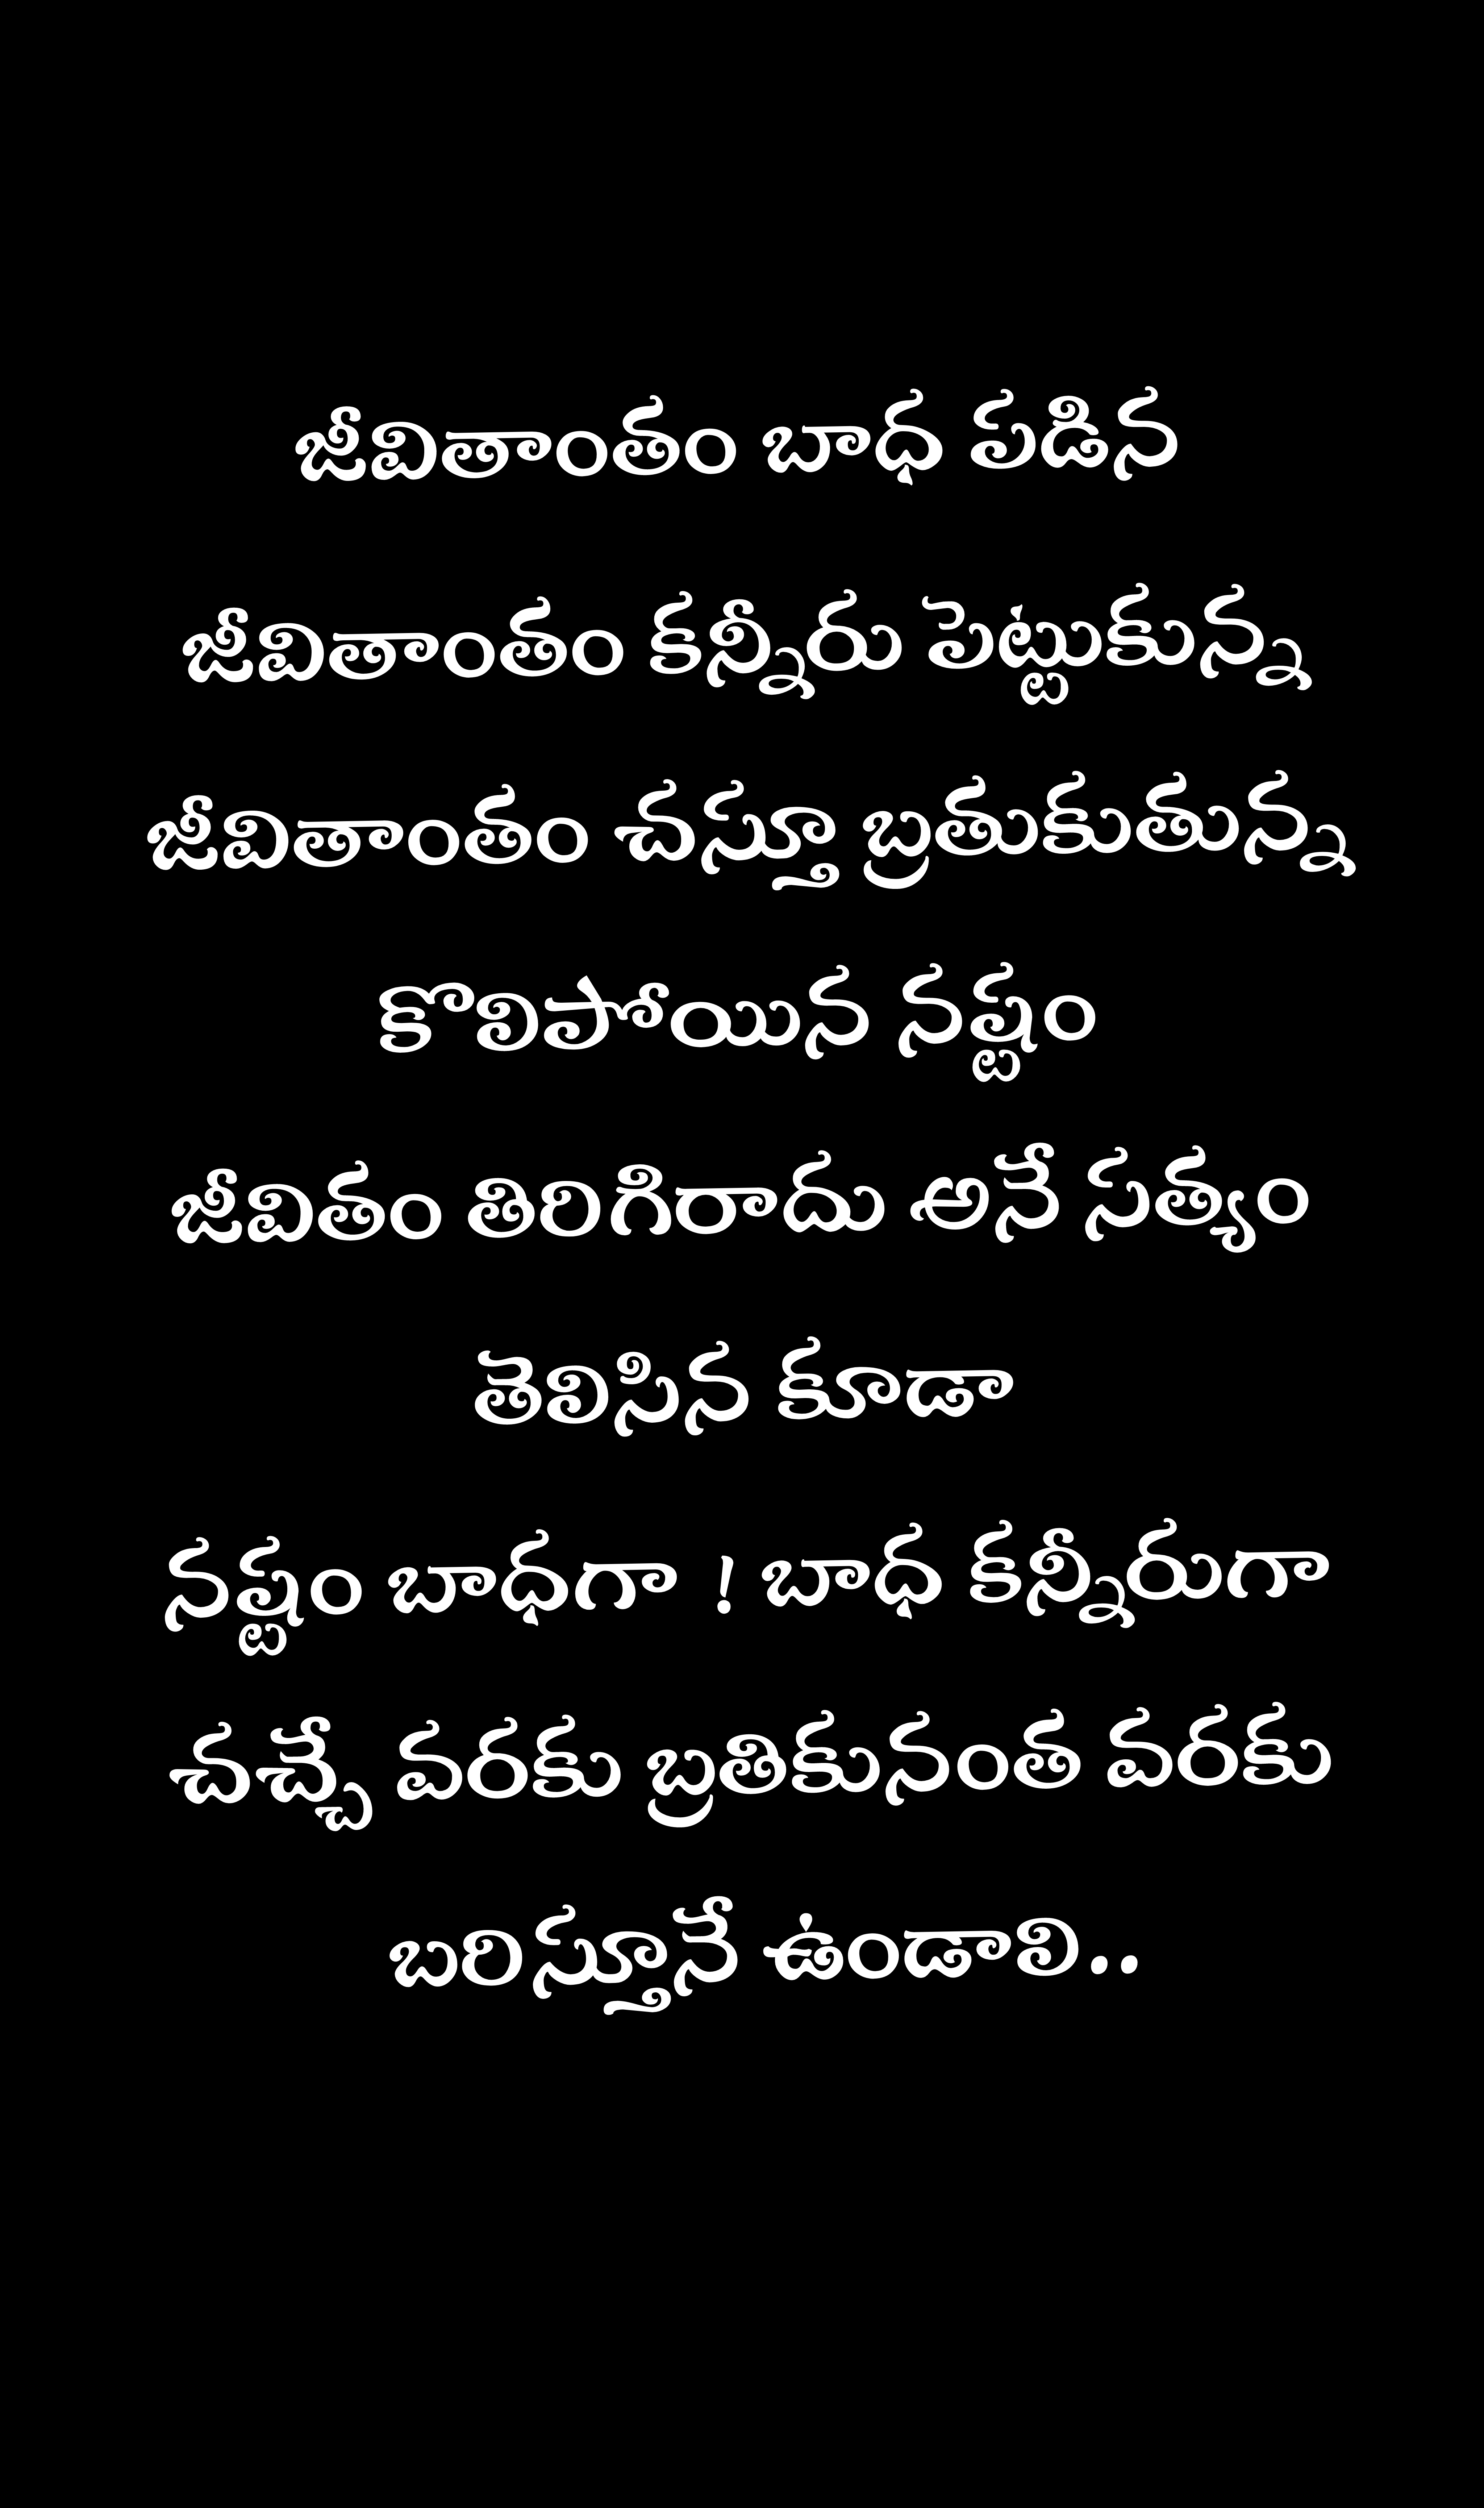 జీవితాంతం బాధ పడిన
జీవితాంతం కన్నీరు పెట్టుకున్న
జీవితాంతం చస్తూ బ్రతుకుతున్న
కోలిపోయిన నష్టం
జీవితం తిరిగిరాదు అనే సత్యం
తెలిసిన కూడా
నష్టం బాధగా ! బాధే కన్నీరుగా
చచ్చే వరకు బ్రతికున్నంత వరకు
బరిస్తూనే ఉండాలి..